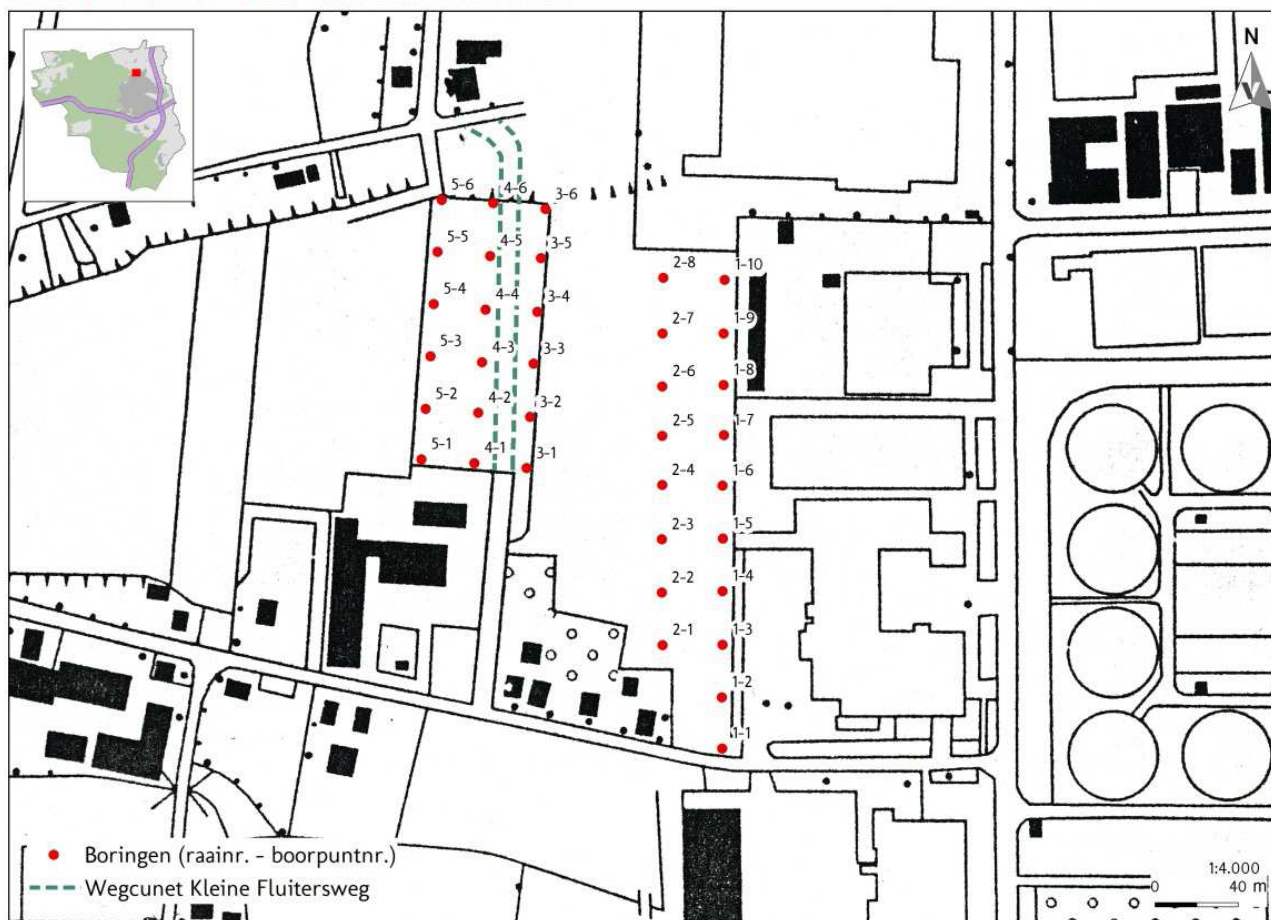 N
5-6 4-6 3-6
5-5 4-5 3-5
2-8 1-10
5-4 4-4 3-4
2-7 1-9
5-3 4-3 3-3
2-6 1-8
5-2 4-2 3-2
2-5 1-7
5-1 4-1 3-1
2-4 1-6
2-3 1-5
2-2 1-4
2-1 1-3
1-2
1-1
Boringen (raainr. - boorpuntnr.)
Wegcunet Kleine Fluitersweg
1:4.000
0 40 m